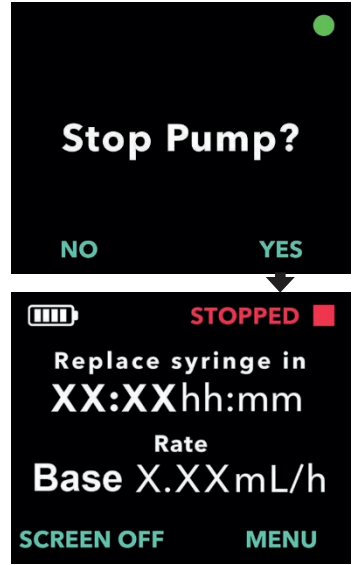 Stop Pump?
NO YES
STOPPED
Replace syringe in
XX:XXhh:mm
Rate
Base X.XXmL/h
SCREEN OFF MENU